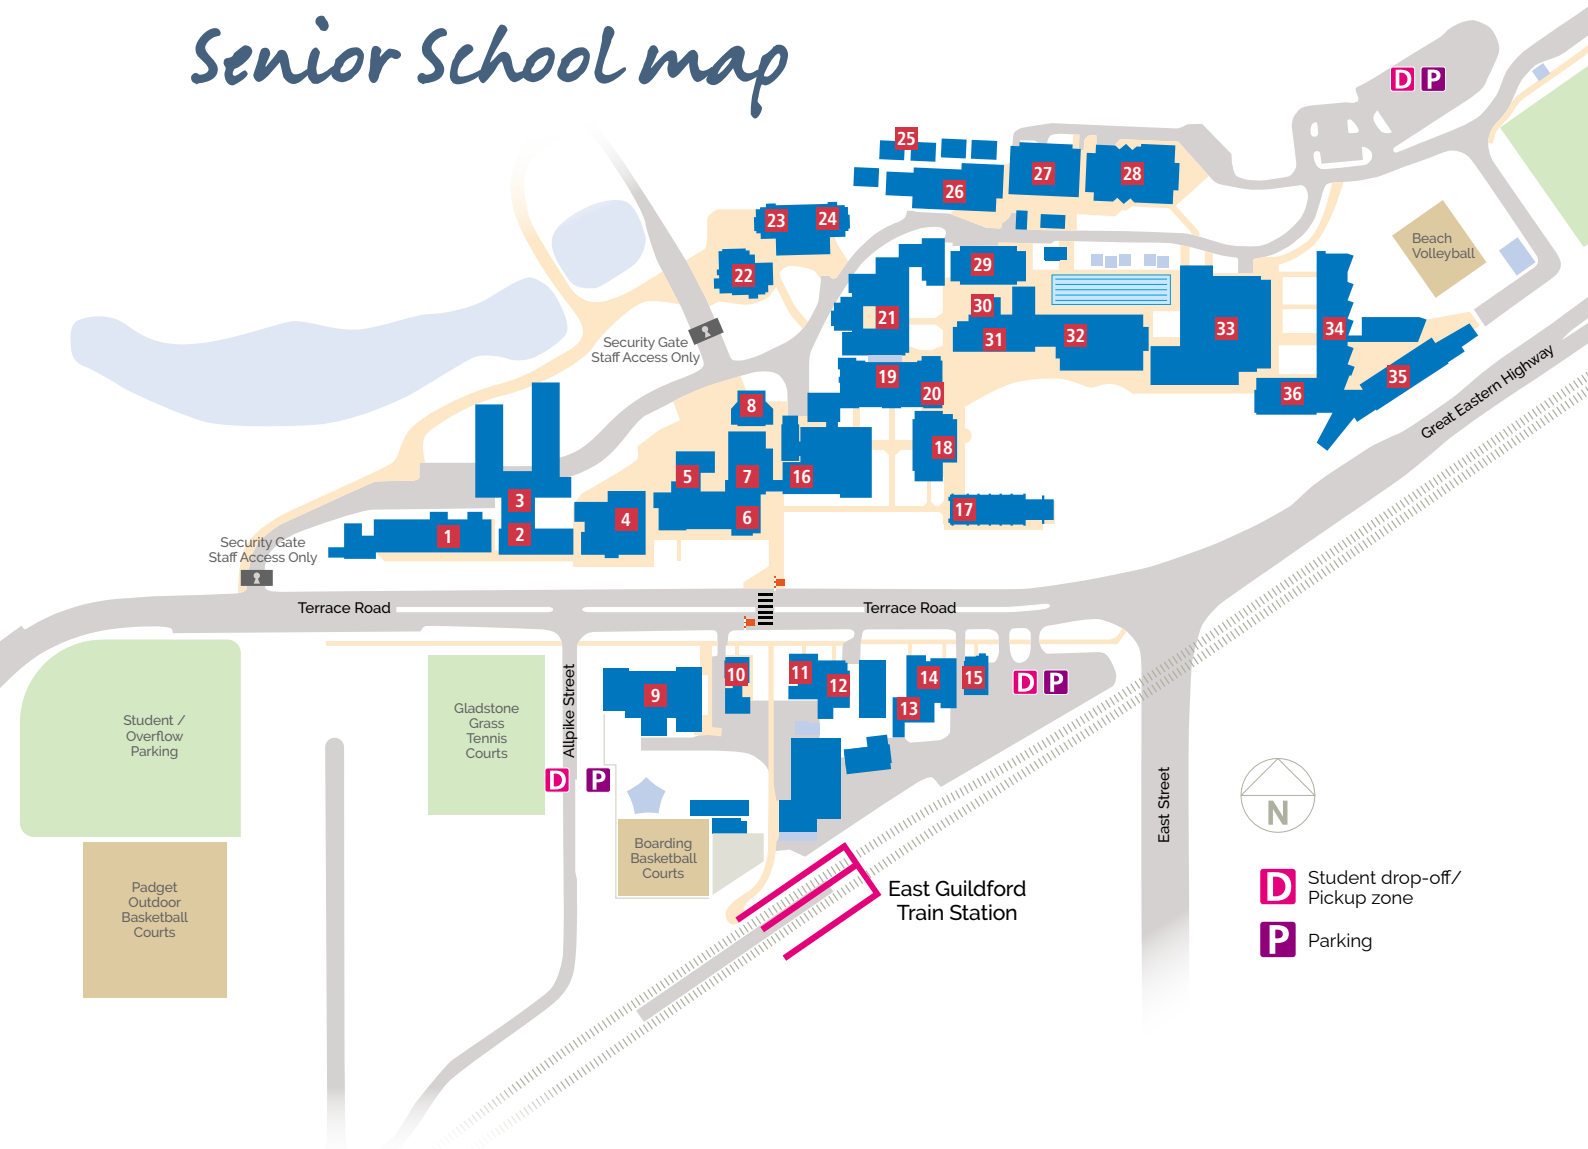 Senior School map
D P
25
26
27
28
23
24
22
Beach
Volleyball
29
30
21
31
32
33
34
Security Gate
Staff Access Only
19
20
35
36
Great Eastern Highway
8
18
5
7
16
3
4
6
17
1
2
Security Gate
Staff Access Only
Terrace Road
Terrace Road
10
11
12
14
15
D P
9
13
Student /
Overflow
Parking
Gladstone
Grass
Tennis
Courts
Allpike Street
D P
East Street
N
Boarding
Basketball
Courts
Padget
Outdoor
Basketball
Courts
East Guildford
Train Station
D Student drop-off/
Pickup zone
P Parking